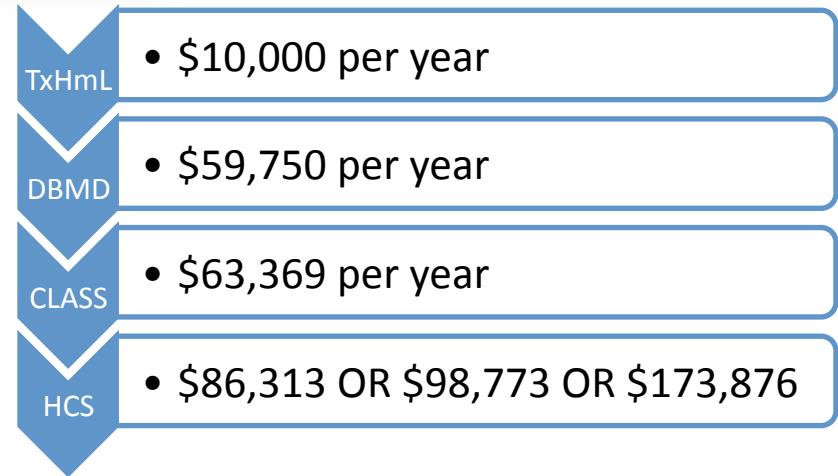 TxHmL
• $10,000 per year
DBMD
• $59,750 per year
CLASS
• $63,369 per year
HCS
• $86,313 OR $98,773 OR $173,876